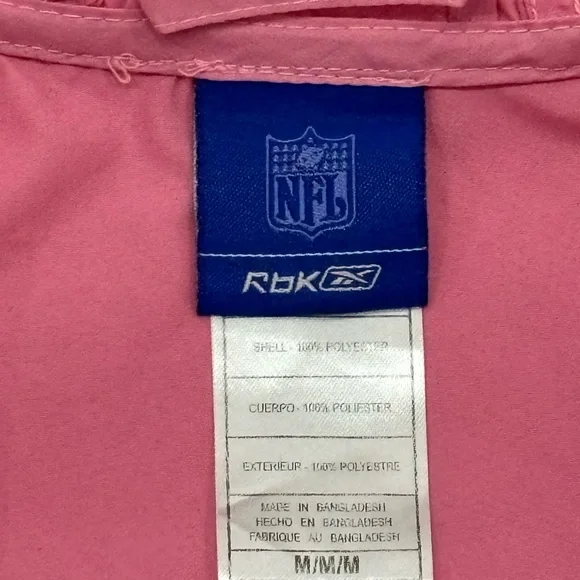 NFL
RbK
SHELL - 100% POLYESTER
CUERPO - 100% POLIESTER
EXTERIEUR - 100% POLYESTRE
MADE IN BANGLADESH
HECHO EN BANGLADESH
FABRIQUE AU BANGLADESH
M/M/M